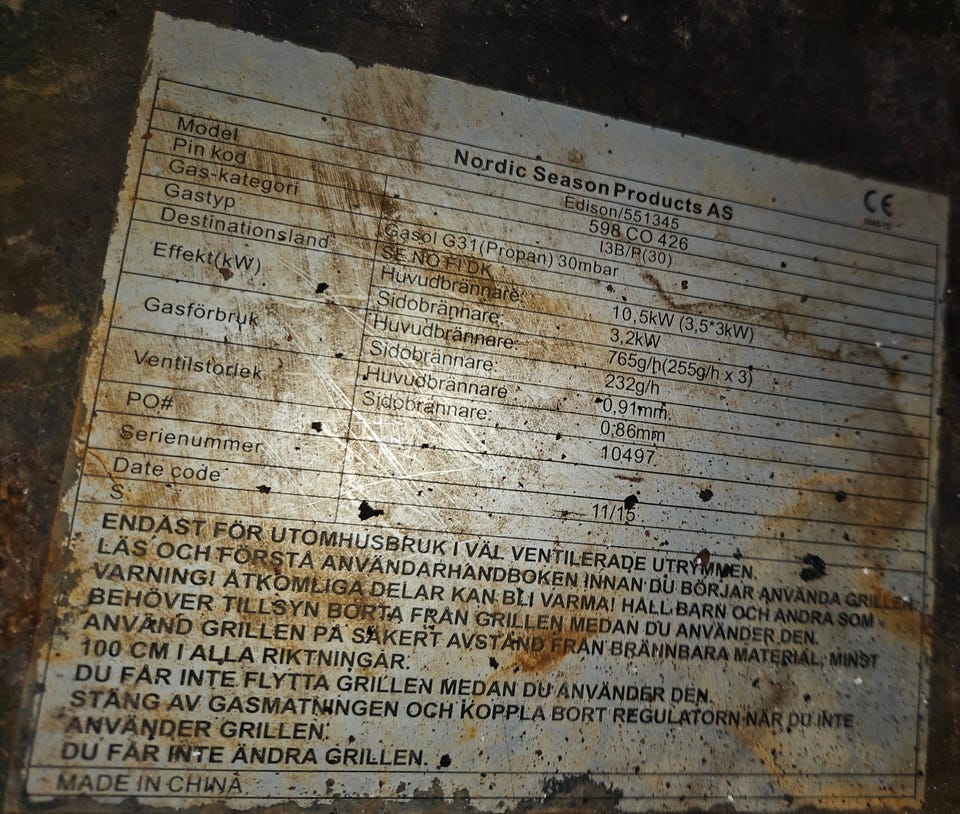 Nordic Season Products AS CE
Model Edison/551345
Pin kod 598 CO 426
Gas-kategori I3B/P(30)
Gastyp Gasol G31(Propan) 30mbar
Destinationsland SE NO FI DK
Effekt(kW) Huvudbrännare: 10,5kW (3,5*3kW)
Sidobrännare: 3,2kW
Gasförbruk Huvudbrännare: 765g/h(255g/h x 3)
Sidobrännare: 232g/h
Ventilstorlek Huvudbrännare 0,91mm
Sidobrännare: 0,86mm
PO# 10497
Serienummer
Date code 11/15
S.
ENDAST FÖR UTOMHUSBRUK I VÄL VENTILERADE UTRYMMEN.
LÄS OCH FÖRSTÅ ANVÄNDARHANDBOKEN INNAN DU BÖRJAR ANVÄNDA GRILLEN
VARNING! ÅTKOMLIGA DELAR KAN BLI VARMA! HÅLL BARN OCH ANDRA SOM
BEHÖVER TILLSYN BORTA FRÅN GRILLEN MEDAN DU ANVÄNDER DEN.
ANVÄND GRILLEN PÅ SÄKERT AVSTÅND FRÅN BRÄNNBARA MATERIAL, MINST
100 CM I ALLA RIKTNINGAR.
DU FÅR INTE FLYTTA GRILLEN MEDAN DU ANVÄNDER DEN.
STÄNG AV GASMATNINGEN OCH KOPPLA BORT REGULATORN NÄR DU INTE
ANVÄNDER GRILLEN.
DU FÅR INTE ÄNDRA GRILLEN.
MADE IN CHINA